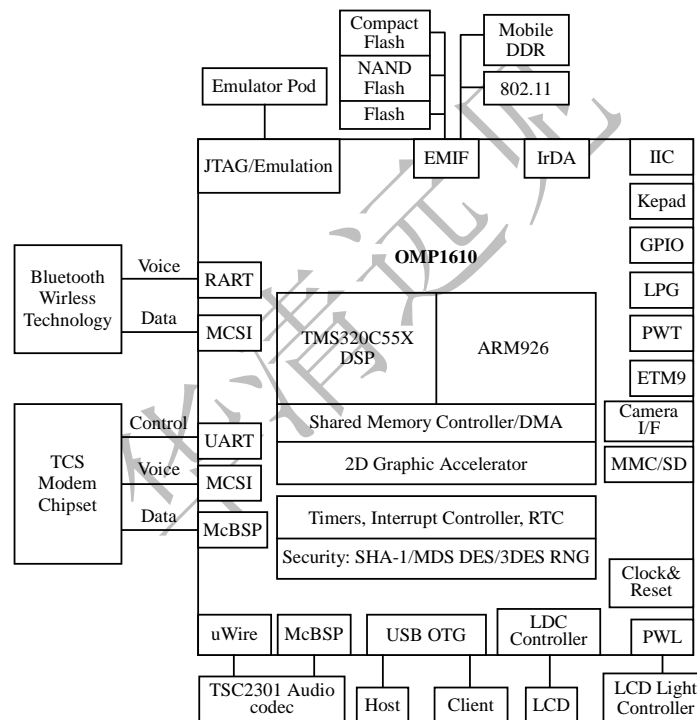 Compact
Flash
NAND
Flash
Flash
Mobile
DDR
802.11
Emulator Pod
JTAG/Emulation
EMIF
IrDA
IIC
Kepad
GPIO
LPG
PWT
ETM9
Camera
I/F
MMC/SD
Clock&
Reset
PWL
OMP1610
Bluetooth
Wirless
Technology
Voice
Data
RART
MCSI
TMS320C55X
DSP
ARM926
Shared Memory Controller/DMA
2D Graphic Accelerator
TCS
Modem
Chipset
Control
Voice
Data
UART
MCSI
McBSP
Timers, Interrupt Controller, RTC
Security: SHA-1/MDS DES/3DES RNG
uWire
McBSP
USB OTG
LDC
Controller
TSC2301 Audio
codec
Host
Client
LCD
LCD Light
Controller
华清远见